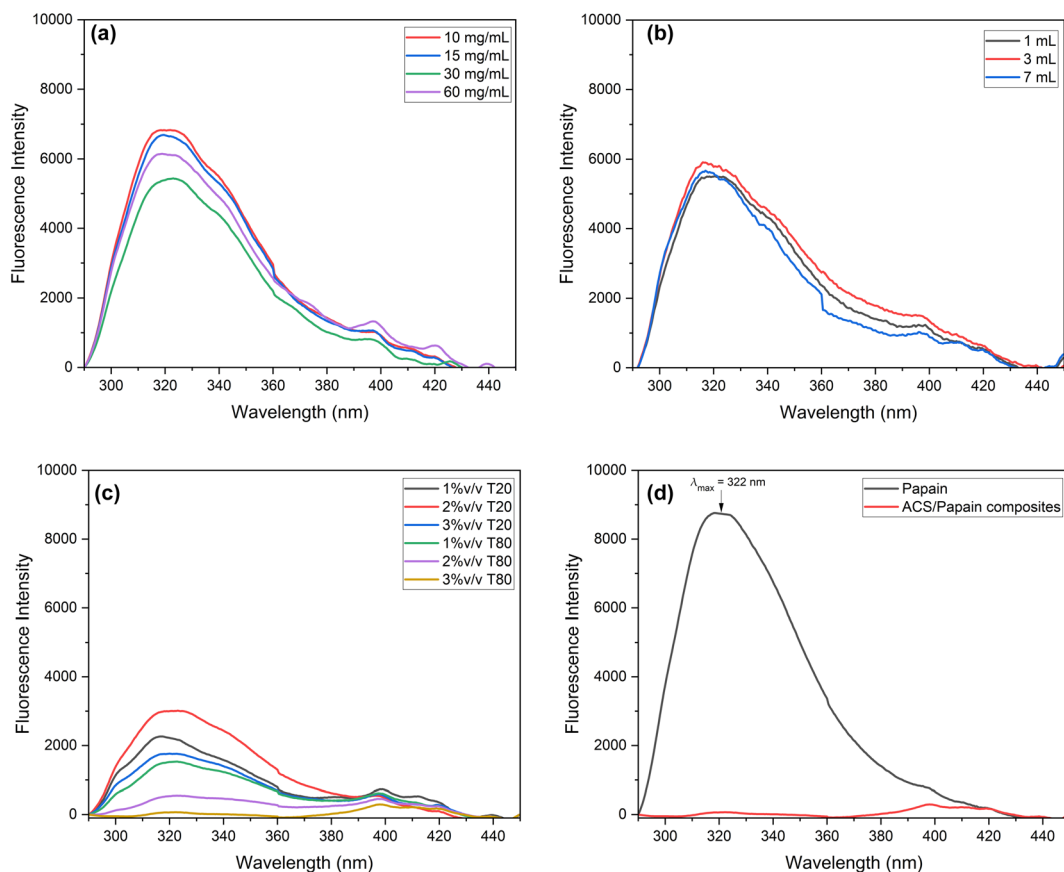 (a)
10 mg/mL
15 mg/mL
30 mg/mL
60 mg/mL
10000
8000
6000
4000
2000
0
Fluorescence Intensity
300 320 340 360 380 400 420 440
Wavelength (nm)
(b)
1 mL
3 mL
7 mL
10000
8000
6000
4000
2000
0
Fluorescence Intensity
300 320 340 360 380 400 420 440
Wavelength (nm)
(c)
1%v/v T20
2%v/v T20
3%v/v T20
1%v/v T80
2%v/v T80
3%v/v T80
10000
8000
6000
4000
2000
0
Fluorescence Intensity
300 320 340 360 380 400 420 440
Wavelength (nm)
(d)
λmax = 322 nm
Papain
ACS/Papain composites
10000
8000
6000
4000
2000
0
Fluorescence Intensity
300 320 340 360 380 400 420 440
Wavelength (nm)